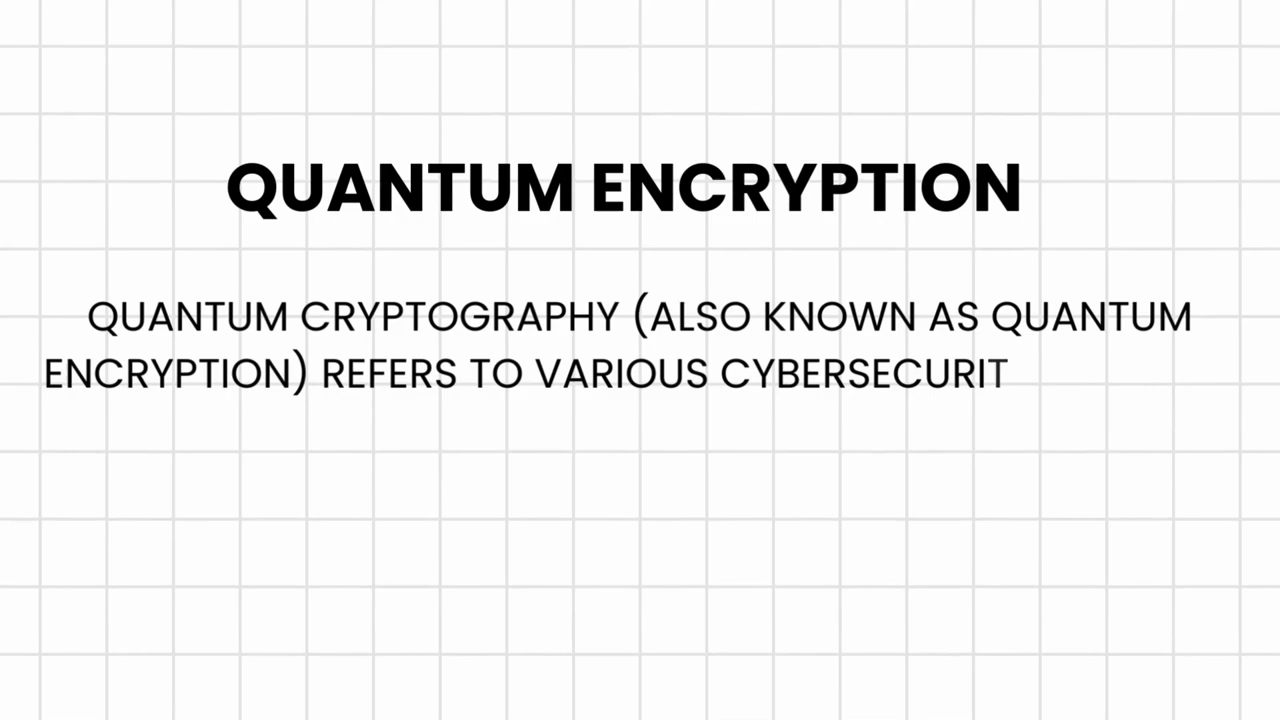 QUANTUM ENCRYPTION
QUANTUM CRYPTOGRAPHY (ALSO KNOWN AS QUANTUM
ENCRYPTION) REFERS TO VARIOUS CYBERSECURIT